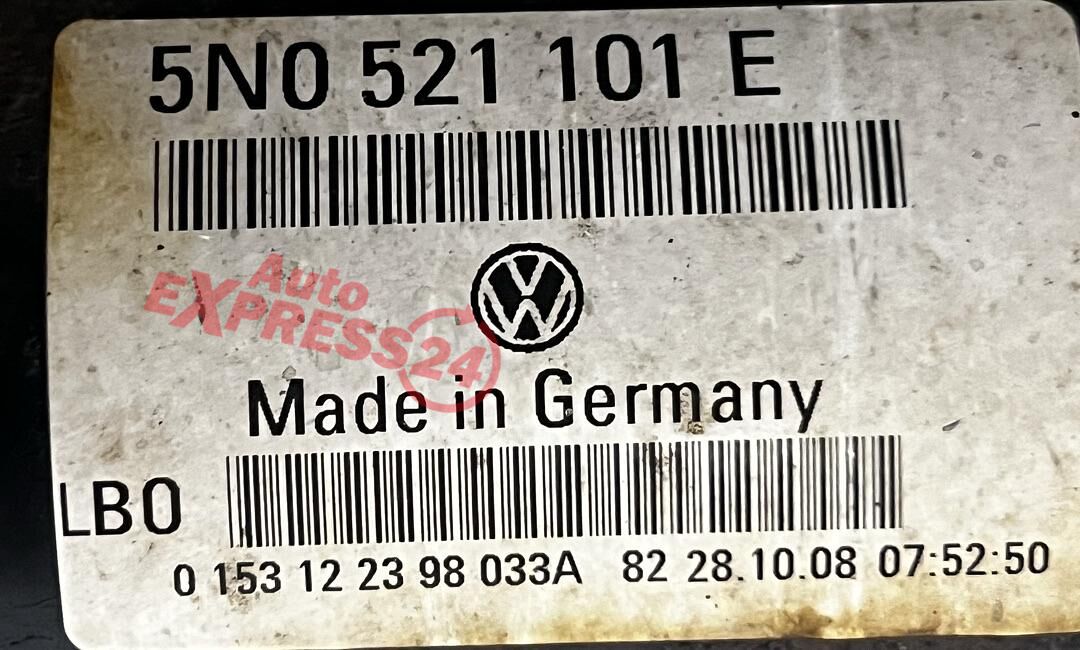 5N0 521 101 E
Auto
EXPRESS24
Made in Germany
LB0
0 153 12 23 98 033A 82 28.10.08 07:52:50